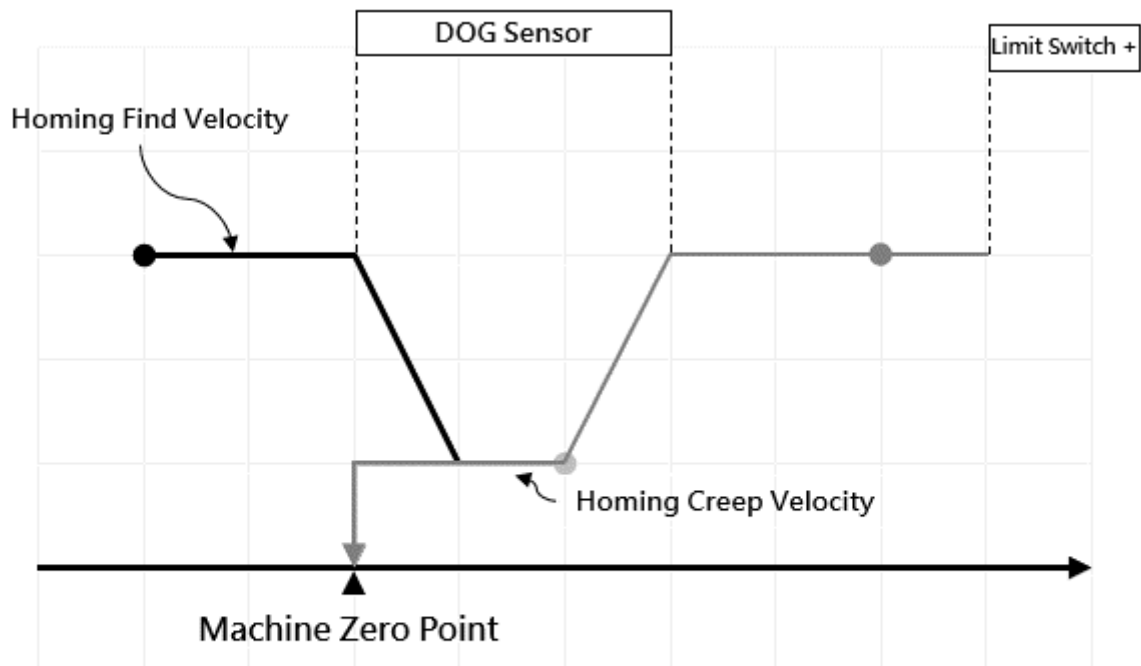 DOG Sensor
Limit Switch +
Homing Find Velocity
Homing Creep Velocity
Machine Zero Point